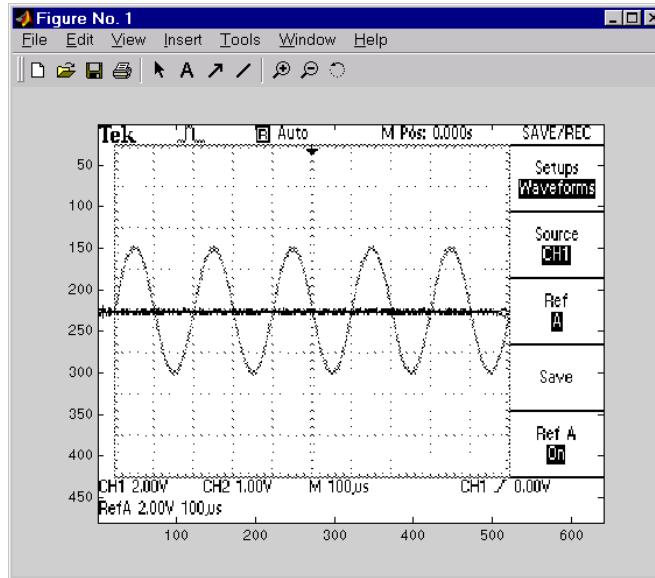 Figure No. 1
File Edit View Insert Tools Window Help
A
Tek R Auto M Pos: 0.000s SAVE/REC
Setups
Waveforms
Source
CH1
Ref
A
Save
Ref A
On
50
100
150
200
250
300
350
400
450
CH1 2.00V CH2 1.00V M 100µs CH1 / 0.00V
RefA 2.00V 100µs
100 200 300 400 500 600